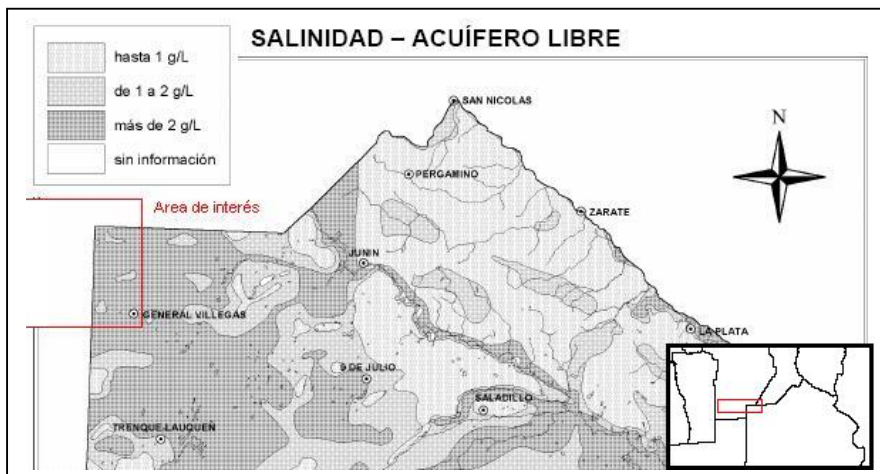 SALINIDAD – ACUÍFERO LIBRE
hasta 1 g/L
de 1 a 2 g/L
más de 2 g/L
sin información
Area de interés
N
SAN NICOLAS
PERGAMINO
ZARATE
JUNIN
GENERAL VILLEGAS
LA PLATA
9 DE JULIO
SALADILLO
TRENQUE-LAUQUEÑ